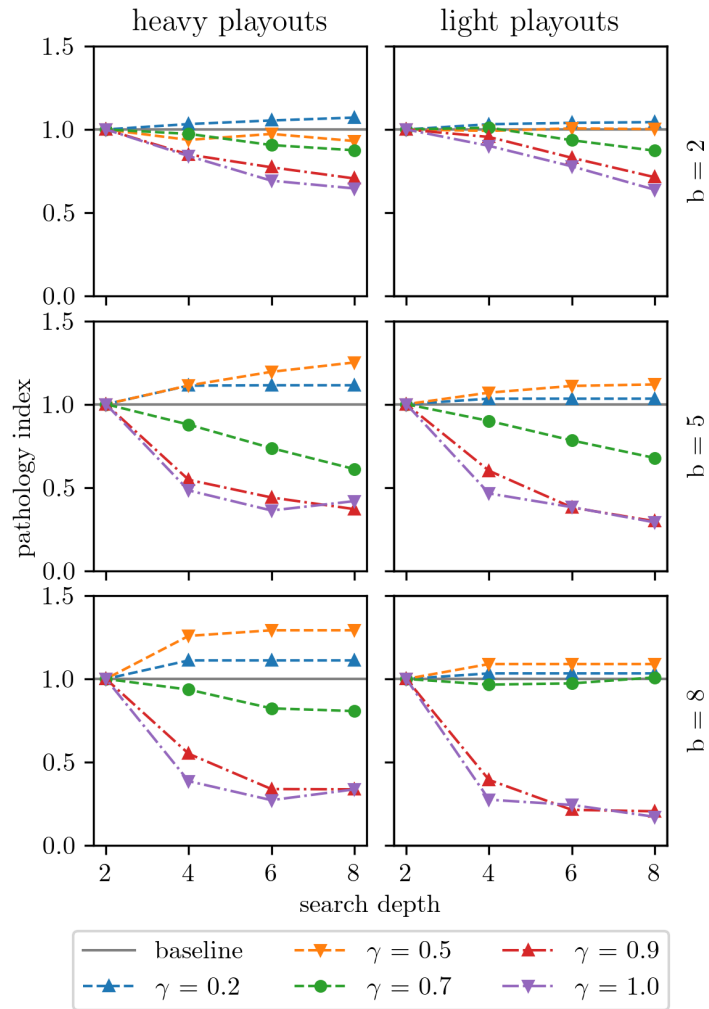 heavy playouts light playouts
1.5
1.0
0.5
0.0
b = 2
1.5
1.0
0.5
0.0
b = 5
pathology index
1.5
1.0
0.5
0.0
b = 8
2 4 6 8 2 4 6 8
search depth
baseline γ = 0.5 γ = 0.9
γ = 0.2 γ = 0.7 γ = 1.0